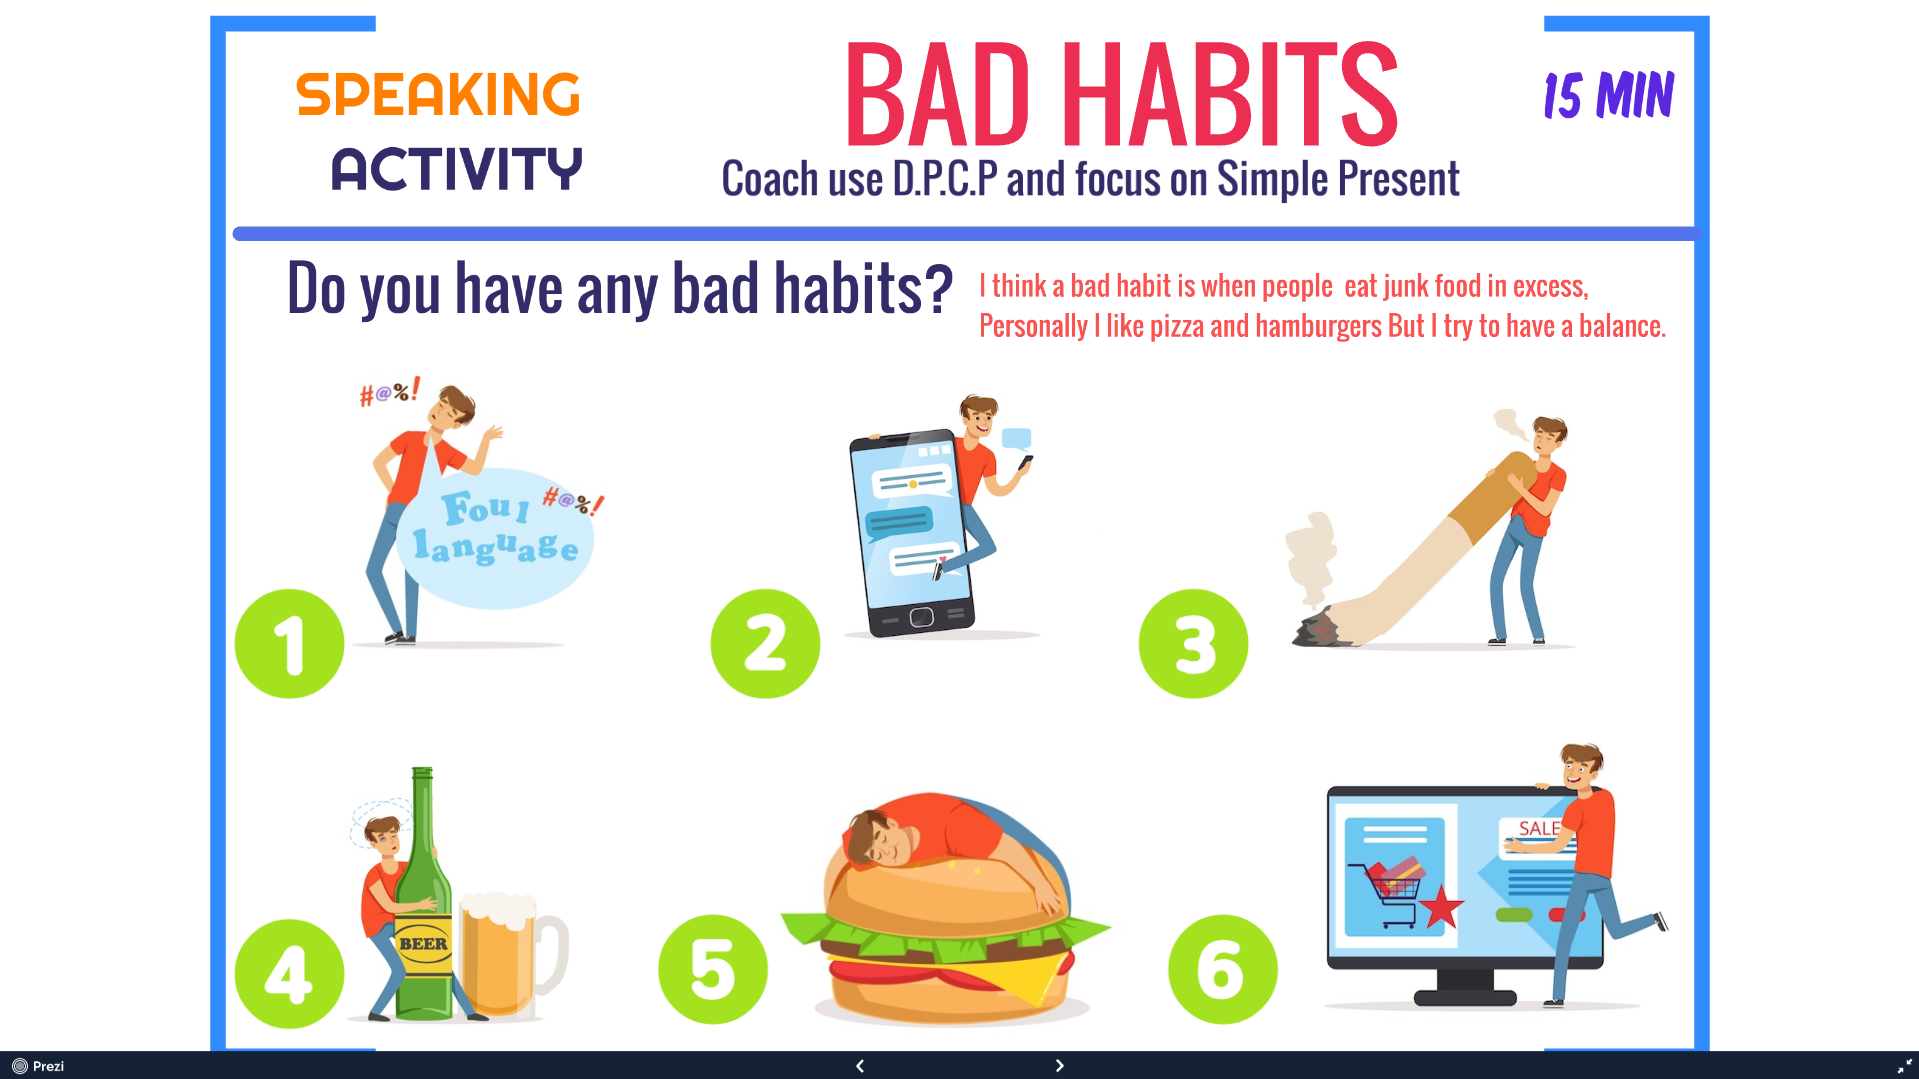 SPEAKING
ACTIVITY
BAD HABITS
Coach use D.P.C.P and focus on Simple Present
15 MIN
Do you have any bad habits?
I think a bad habit is when people eat junk food in excess,
Personally I like pizza and hamburgers But I try to have a balance.
#@%!
Foul
language
#@%!
1
2
3
BEER
4
5
SALE
6
Prezi